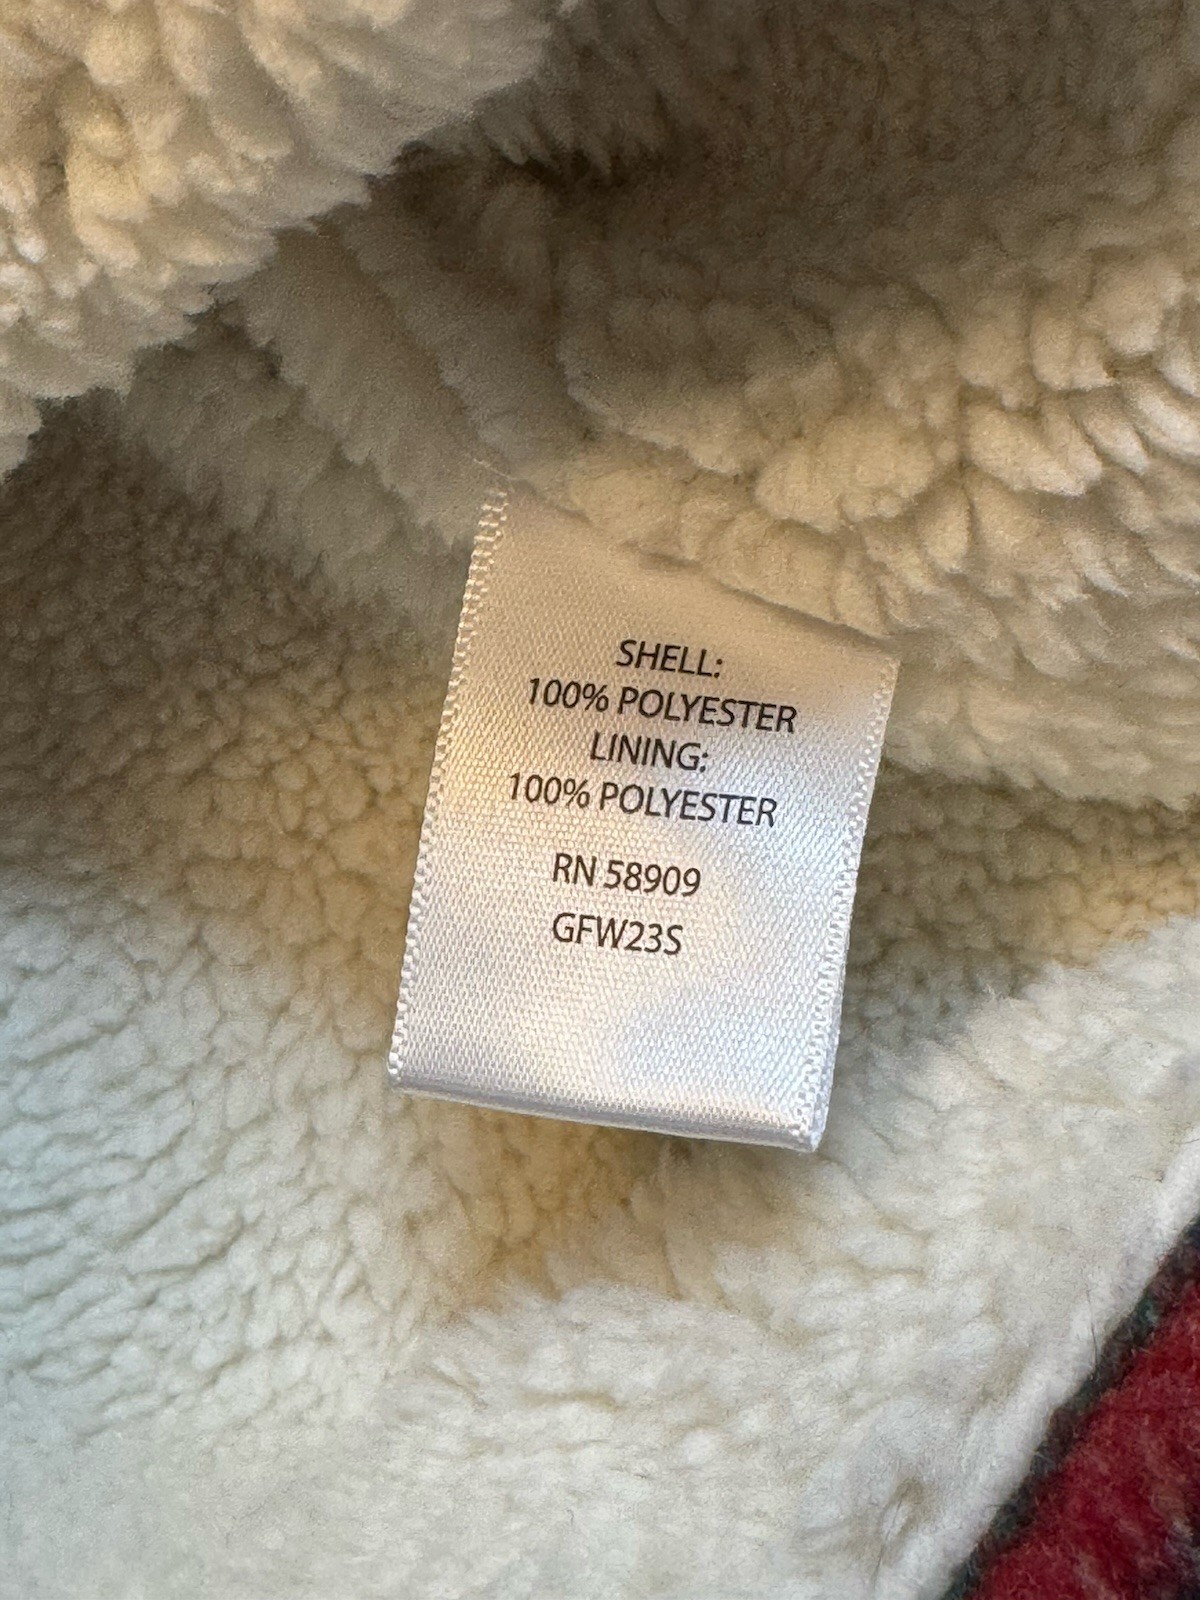 SHELL:
100% POLYESTER
LINING:
100% POLYESTER
RN 58909
GFW23S